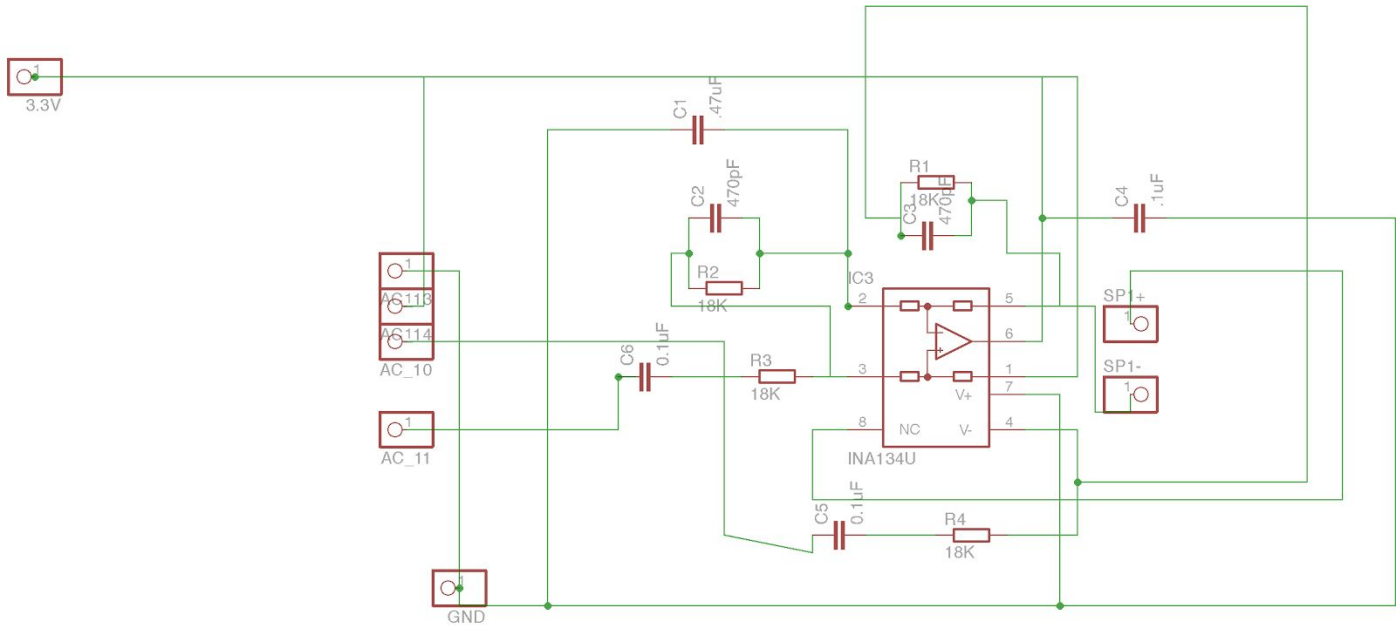 1
3.3V
C1
.47uF
C2
470pF
R2
18K
R1
18K
C3
470pF
C4
.1uF
1
AC113
AC114
AC_10
1
AC_11
C6
0.1uF
R3
18K
IC3
2
3
8
5
6
1
7
4
V+
NC
V-
INA134U
SP1+
1
SP1-
1
C5
0.1uF
R4
18K
1
GND